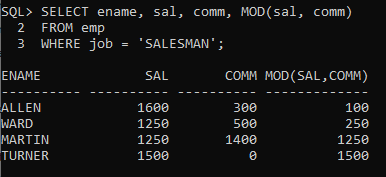 SQL> SELECT ename, sal, comm, MOD(sal, comm)
  2  FROM emp
  3  WHERE job = 'SALESMAN';
ENAME             SAL       COMM MOD(SAL,COMM)
---------- ---------- ---------- -------------
ALLEN            1600        300           100
WARD             1250        500           250
MARTIN           1250       1400          1250
TURNER           1500          0          1500